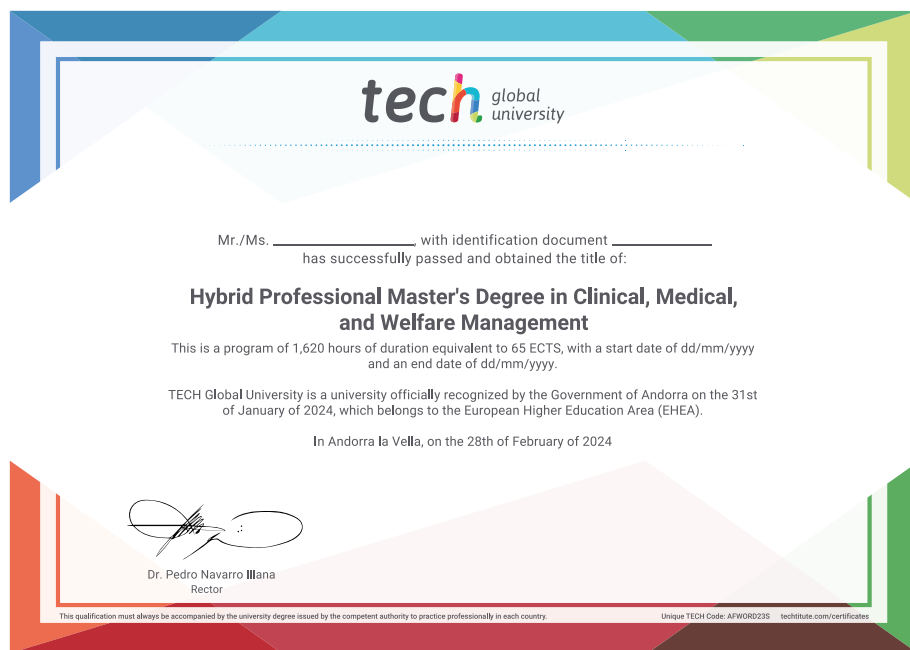 tech global
university
Mr./Ms. ____________, with identification document ____________
has successfully passed and obtained the title of:
Hybrid Professional Master's Degree in Clinical, Medical,
and Welfare Management
This is a program of 1,620 hours of duration equivalent to 65 ECTS, with a start date of dd/mm/yyyy
and an end date of dd/mm/yyyy.
TECH Global University is a university officially recognized by the Government of Andorra on the 31st
of January of 2024, which belongs to the European Higher Education Area (EHEA).
In Andorra la Vella, on the 28th of February of 2024
Dr. Pedro Navarro Illana
Rector
This qualification must always be accompanied by the university degree issued by the competent authority to practice professionally in each country.
Unique TECH Code: AFWORD23S techtitute.com/certificates